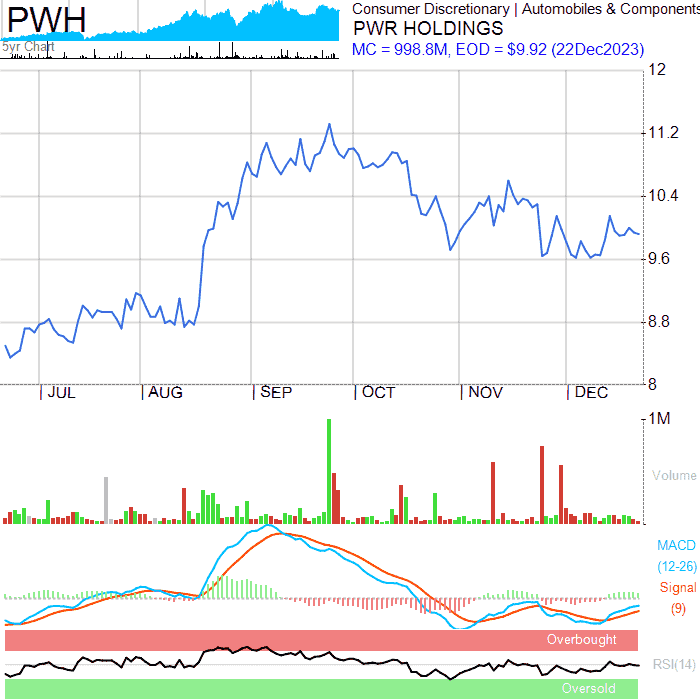 PWH
5yr Chart
Consumer Discretionary | Automobiles & Components
PWR HOLDINGS
MC = 998.8M, EOD = $9.92 (22Dec2023)
12
11.2
10.4
9.6
8.8
8
JUL AUG SEP OCT NOV DEC
1M
Volume
MACD
(12-26)
Signal
(9)
Overbought
RSI(14)
Oversold